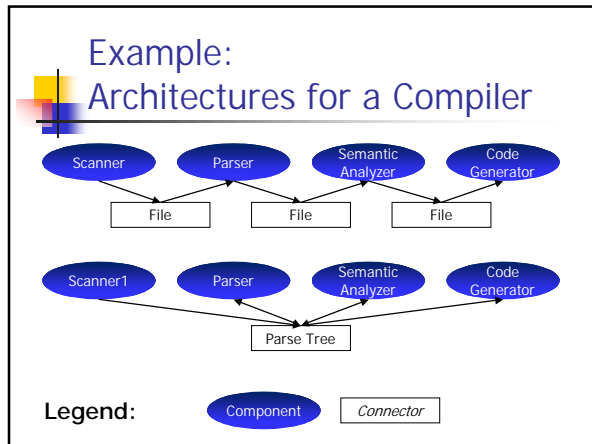 Example:
Architectures for a Compiler
Scanner
Parser
Semantic
Analyzer
Code
Generator
File
File
File
Scanner1
Parser
Semantic
Analyzer
Code
Generator
Parse Tree
Legend:
Component
Connector